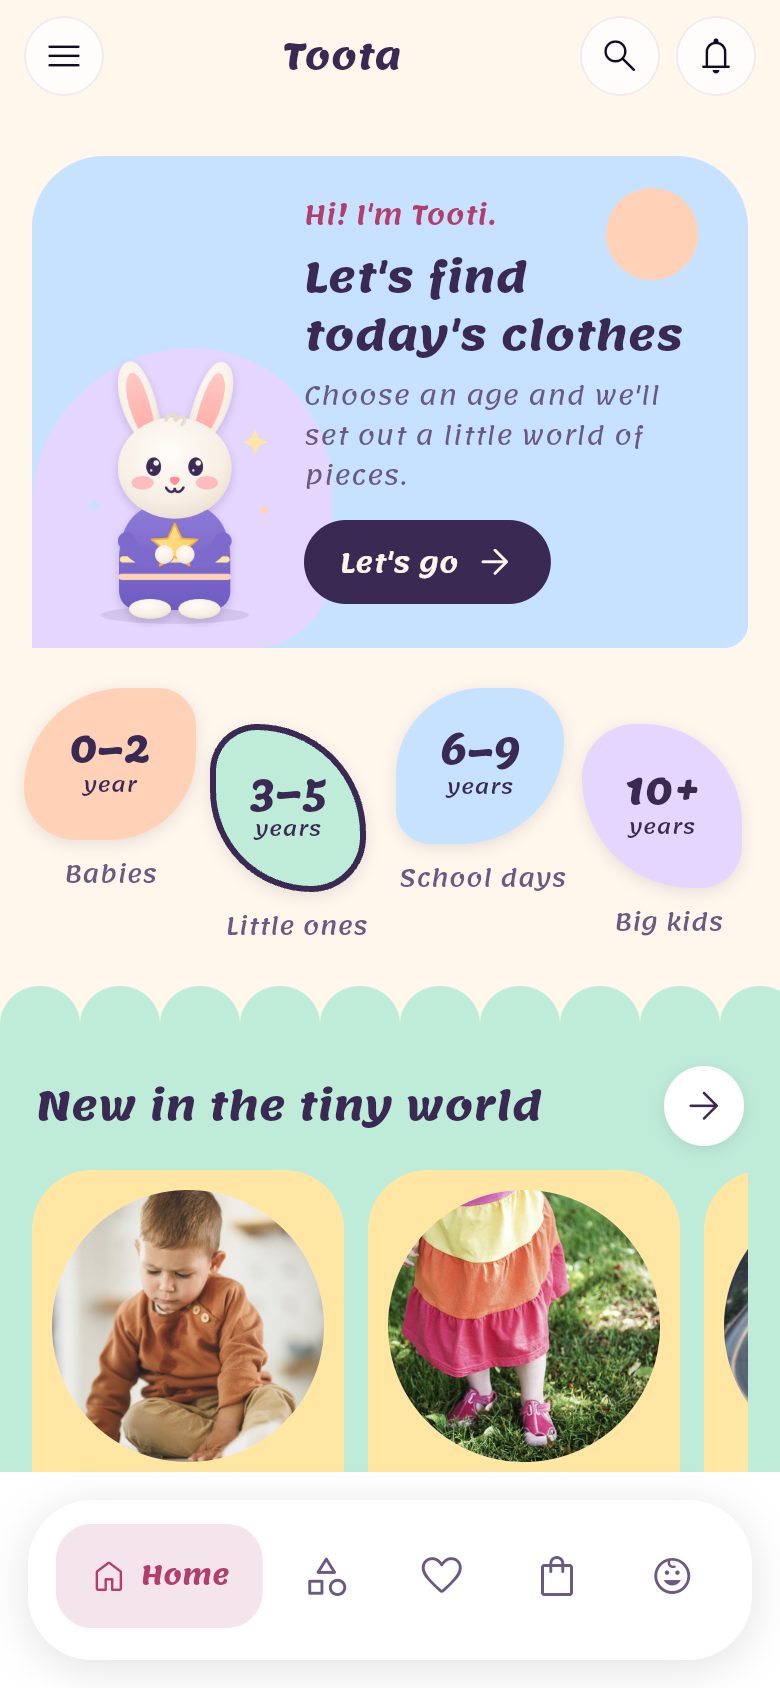 Toota
Hi! I'm Tooti.
Let's find
today's clothes
Choose an age and we'll
set out a little world of
pieces.
Let's go
0–2
year
Babies
3–5
years
Little ones
6–9
years
School days
10+
years
Big kids
New in the tiny world
Home